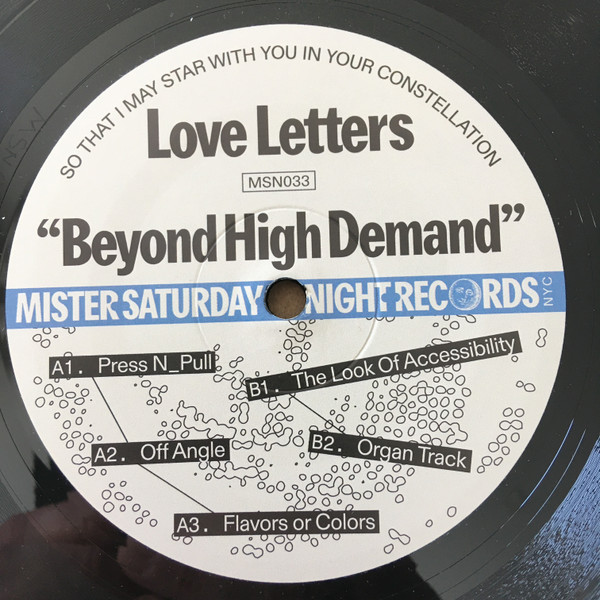 SO THAT I MAY STAR WITH YOU IN YOUR CONSTELLATION
Love Letters
MSN033
“Beyond High Demand”
MISTER SATURDAY NIGHT RECORDS NYC
A1. Press N_Pull
B1. The Look Of Accessibility
A2. Off Angle
B2. Organ Track
A3. Flavors or Colors